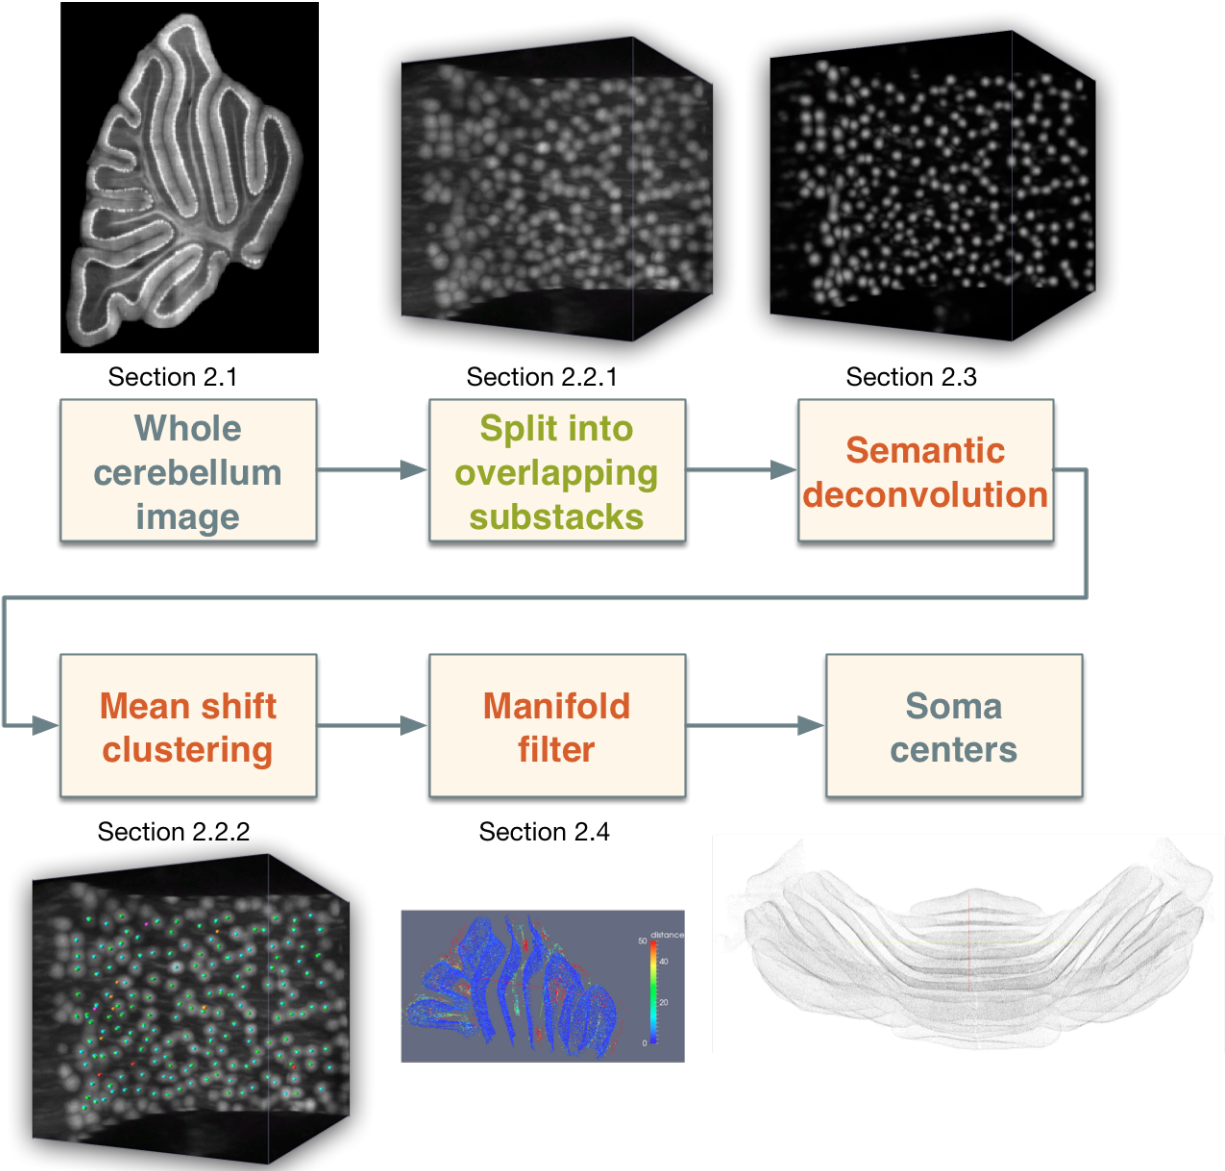 Section 2.1
Section 2.2.1
Section 2.3
Whole
cerebellum
image
Split into
overlapping
substacks
Semantic
deconvolution
Mean shift
clustering
Manifold
filter
Soma
centers
Section 2.2.2
Section 2.4
distance
50
40
20
0